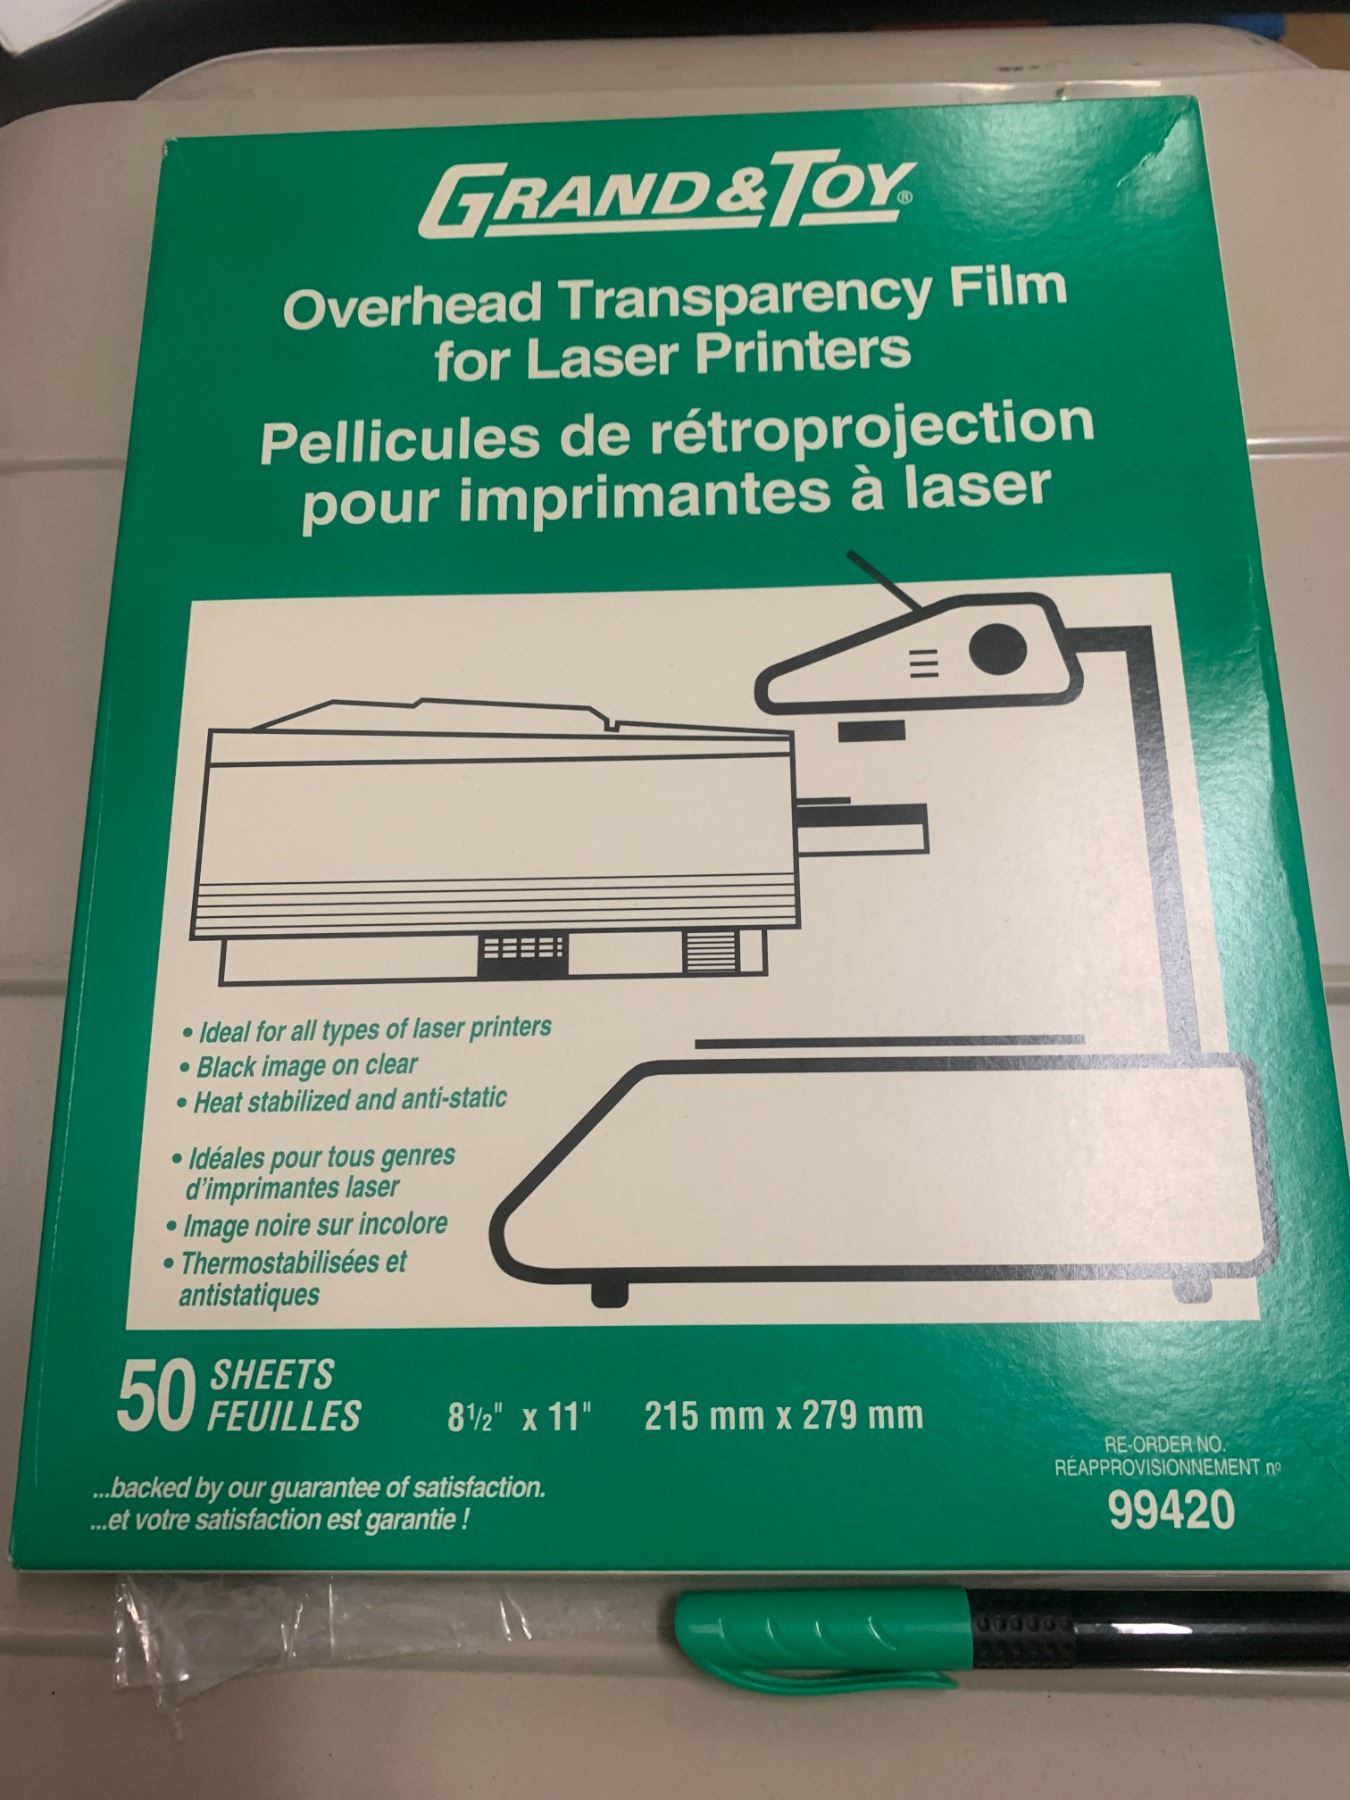 GRAND & TOY®
Overhead Transparency Film
for Laser Printers
Pellicules de rétroprojection
pour imprimantes à laser
• Ideal for all types of laser printers
• Black image on clear
• Heat stabilized and anti-static
• Idéales pour tous genres
d'imprimantes laser
• Image noire sur incolore
• Thermostabilisées et
antistatiques
50 SHEETS
FEUILLES
8½" x 11" 215 mm x 279 mm
RE-ORDER NO.
RÉAPPROVISIONNEMENT nº
99420
...backed by our guarantee of satisfaction.
...et votre satisfaction est garantie !